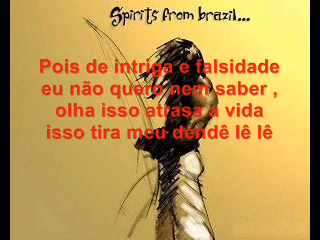 Spirits from brazil...
Pois de intriga e falsidade
eu não quero nem saber ,
olha isso atrasa a vida
isso tira meu dendê lê lê